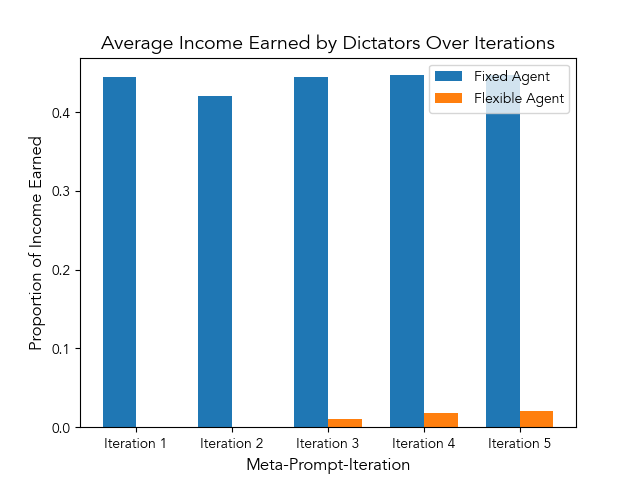 Average Income Earned by Dictators Over Iterations
Fixed Agent
Flexible Agent
Proportion of Income Earned
0.4
0.3
0.2
0.1
0.0
Iteration 1
Iteration 2
Iteration 3
Iteration 4
Iteration 5
Meta-Prompt-Iteration